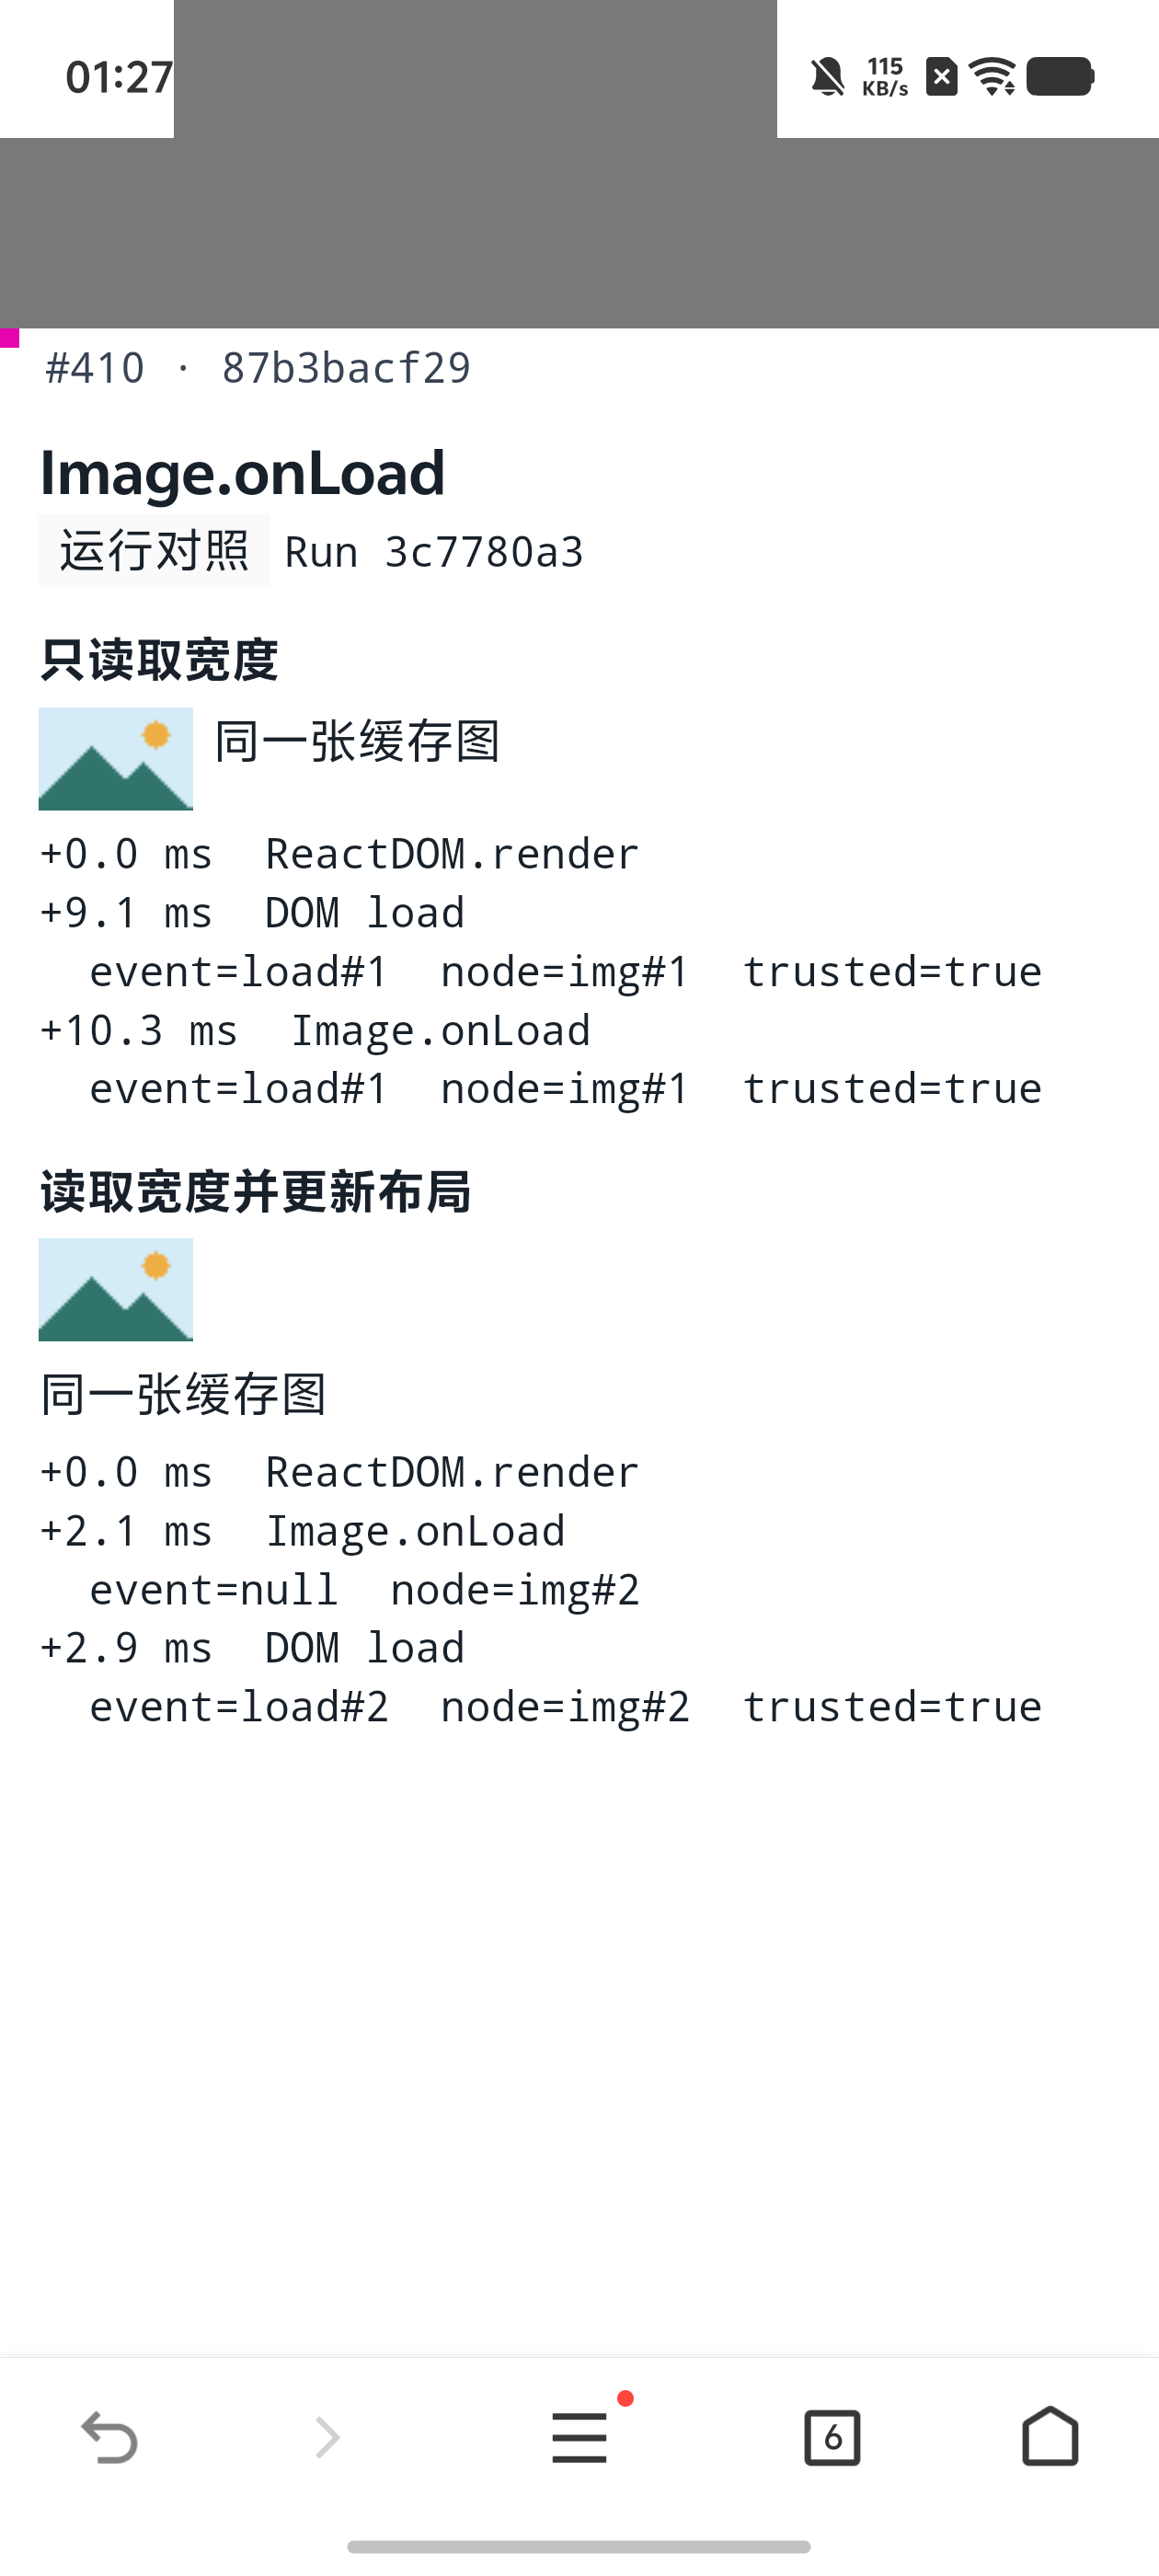 01:27
115
KB/s
#410 · 87b3bacf29
Image.onLoad
运行对照 Run 3c7780a3
只读取宽度
同一张缓存图
+0.0 ms  ReactDOM.render
+9.1 ms  DOM load
event=load#1  node=img#1  trusted=true
+10.3 ms  Image.onLoad
event=load#1  node=img#1  trusted=true
读取宽度并更新布局
同一张缓存图
+0.0 ms  ReactDOM.render
+2.1 ms  Image.onLoad
event=null  node=img#2
+2.9 ms  DOM load
event=load#2  node=img#2  trusted=true
6